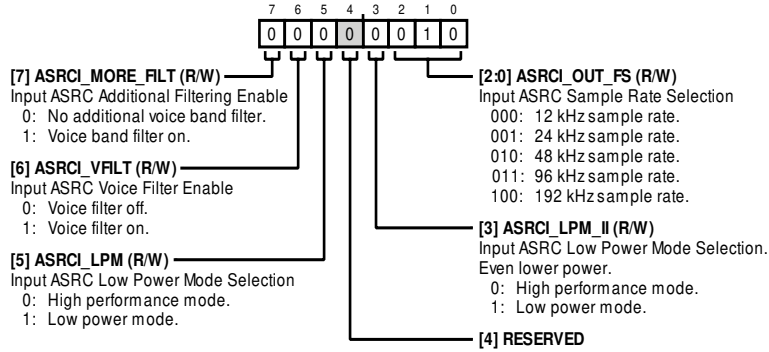 7 6 5 4 3 2 1 0
0 0 0 0 0 0 1 0
[7] ASRCI_MORE_FILT (R/W)
Input ASRC Additional Filtering Enable
0: No additional voice band filter.
1: Voice band filter on.
[6] ASRCI_VFILT (R/W)
Input ASRC Voice Filter Enable
0: Voice filter off.
1: Voice filter on.
[5] ASRCI_LPM (R/W)
Input ASRC Low Power Mode Selection
0: High performance mode.
1: Low power mode.
[2:0] ASRCI_OUT_FS (R/W)
Input ASRC Sample Rate Selection
000: 12 kHz sample rate.
001: 24 kHz sample rate.
010: 48 kHz sample rate.
011: 96 kHz sample rate.
100: 192 kHz sample rate.
[3] ASRCI_LPM_II (R/W)
Input ASRC Low Power Mode Selection.
Even lower power.
0: High performance mode.
1: Low power mode.
[4] RESERVED